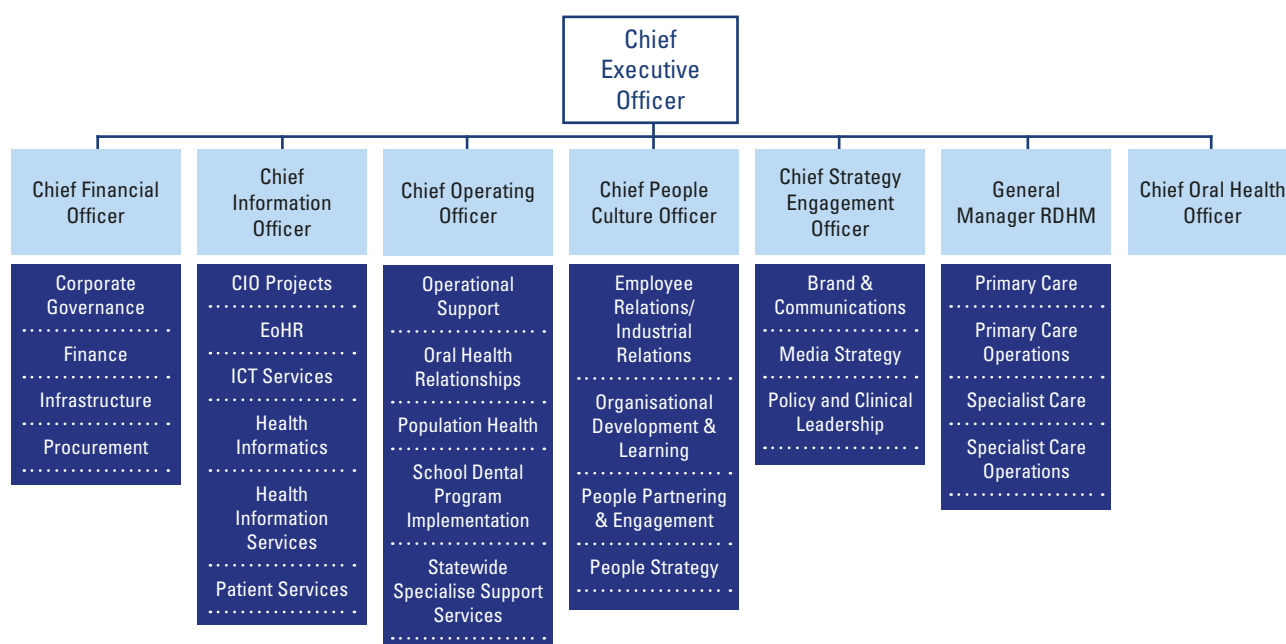 Chief
Executive
Officer
Chief Financial
Officer
Chief
Information
Officer
Chief Operating
Officer
Chief People
Culture Officer
Chief Strategy
Engagement
Officer
General
Manager RDHM
Chief Oral Health
Officer
Corporate
Governance
Finance
Infrastructure
Procurement
CIO Projects
EoHR
ICT Services
Health
Informatics
Health
Information
Services
Patient Services
Operational
Support
Oral Health
Relationships
Population Health
School Dental
Program
Implementation
Statewide
Specialise Support
Services
Employee
Relations/
Industrial
Relations
Organisational
Development &
Learning
People Partnering
& Engagement
People Strategy
Brand &
Communications
Media Strategy
Policy and Clinical
Leadership
Primary Care
Primary Care
Operations
Specialist Care
Specialist Care
Operations